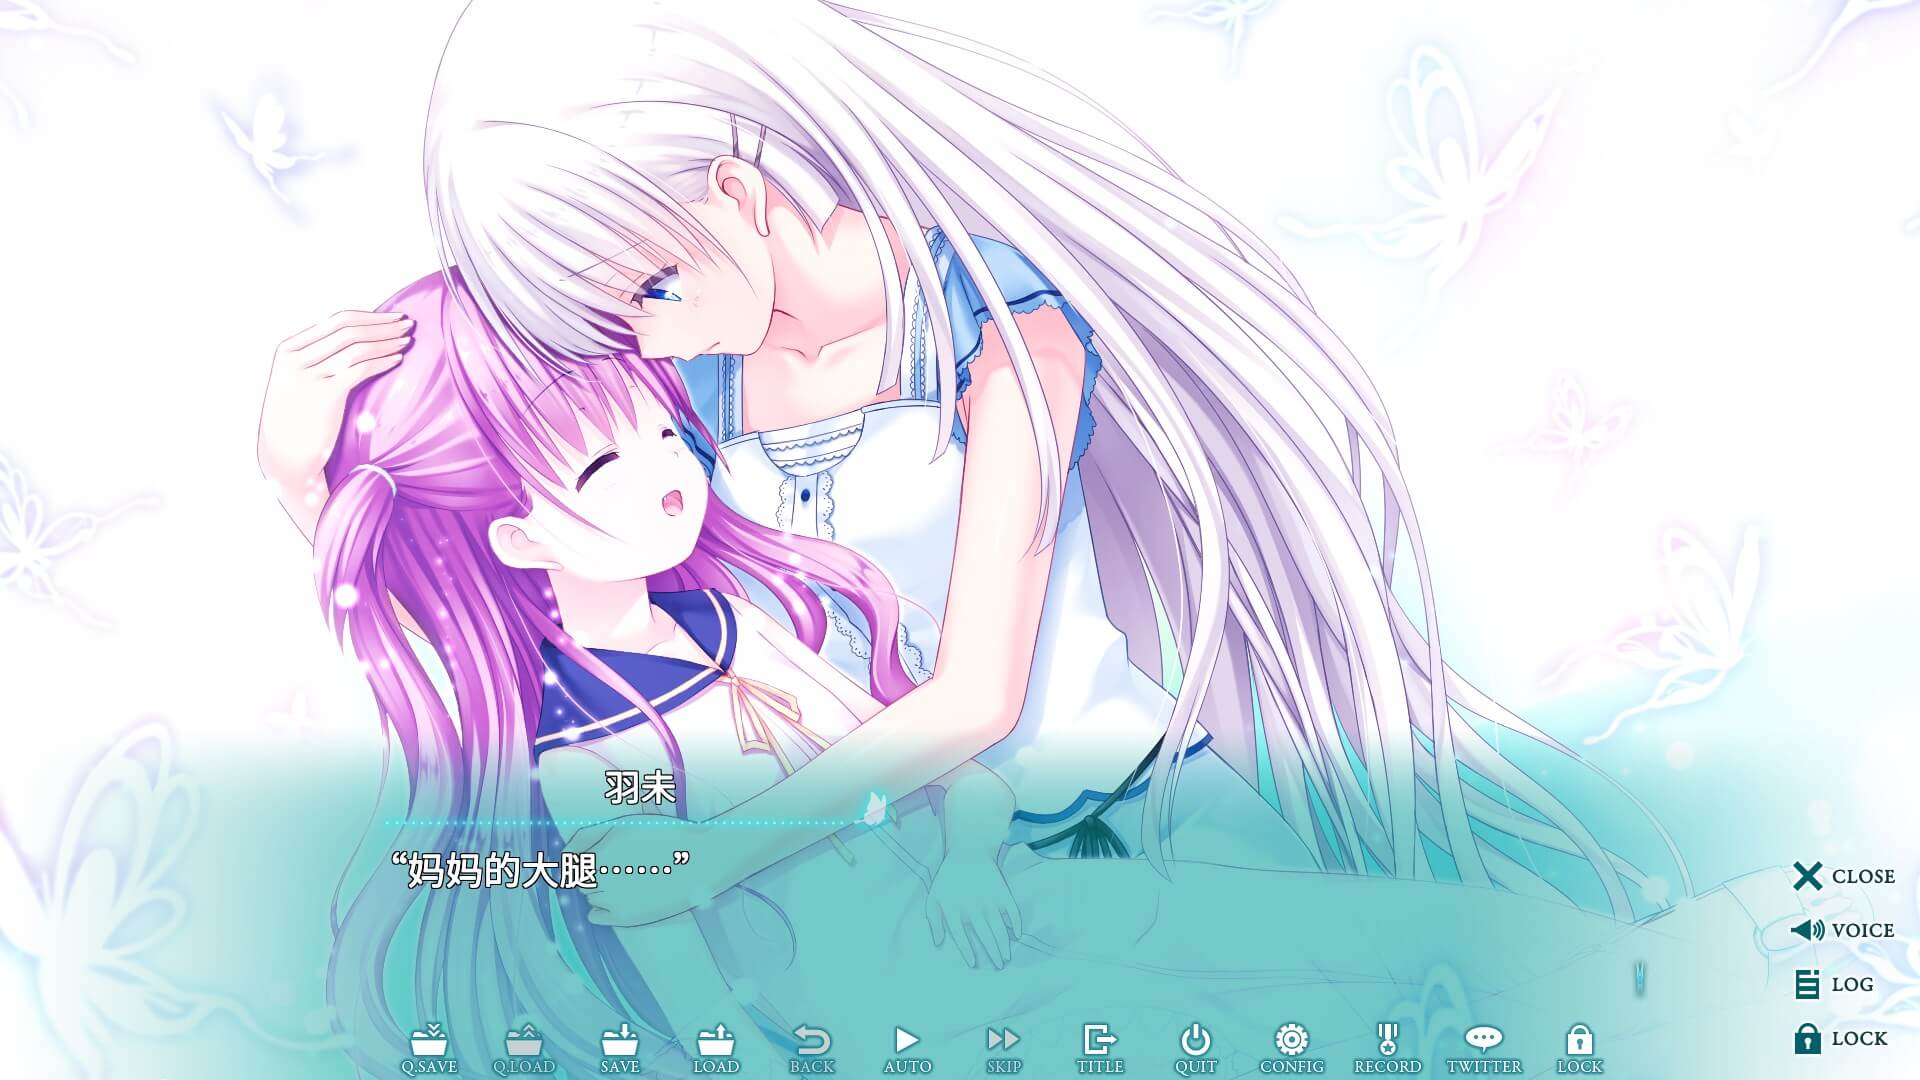 羽未
“妈妈的大腿……”
CLOSE
VOICE
LOG
LOCK
Q.SAVE Q.LOAD SAVE LOAD BACK AUTO SKIP TITLE QUIT CONFIG RECORD TWITTER LOCK